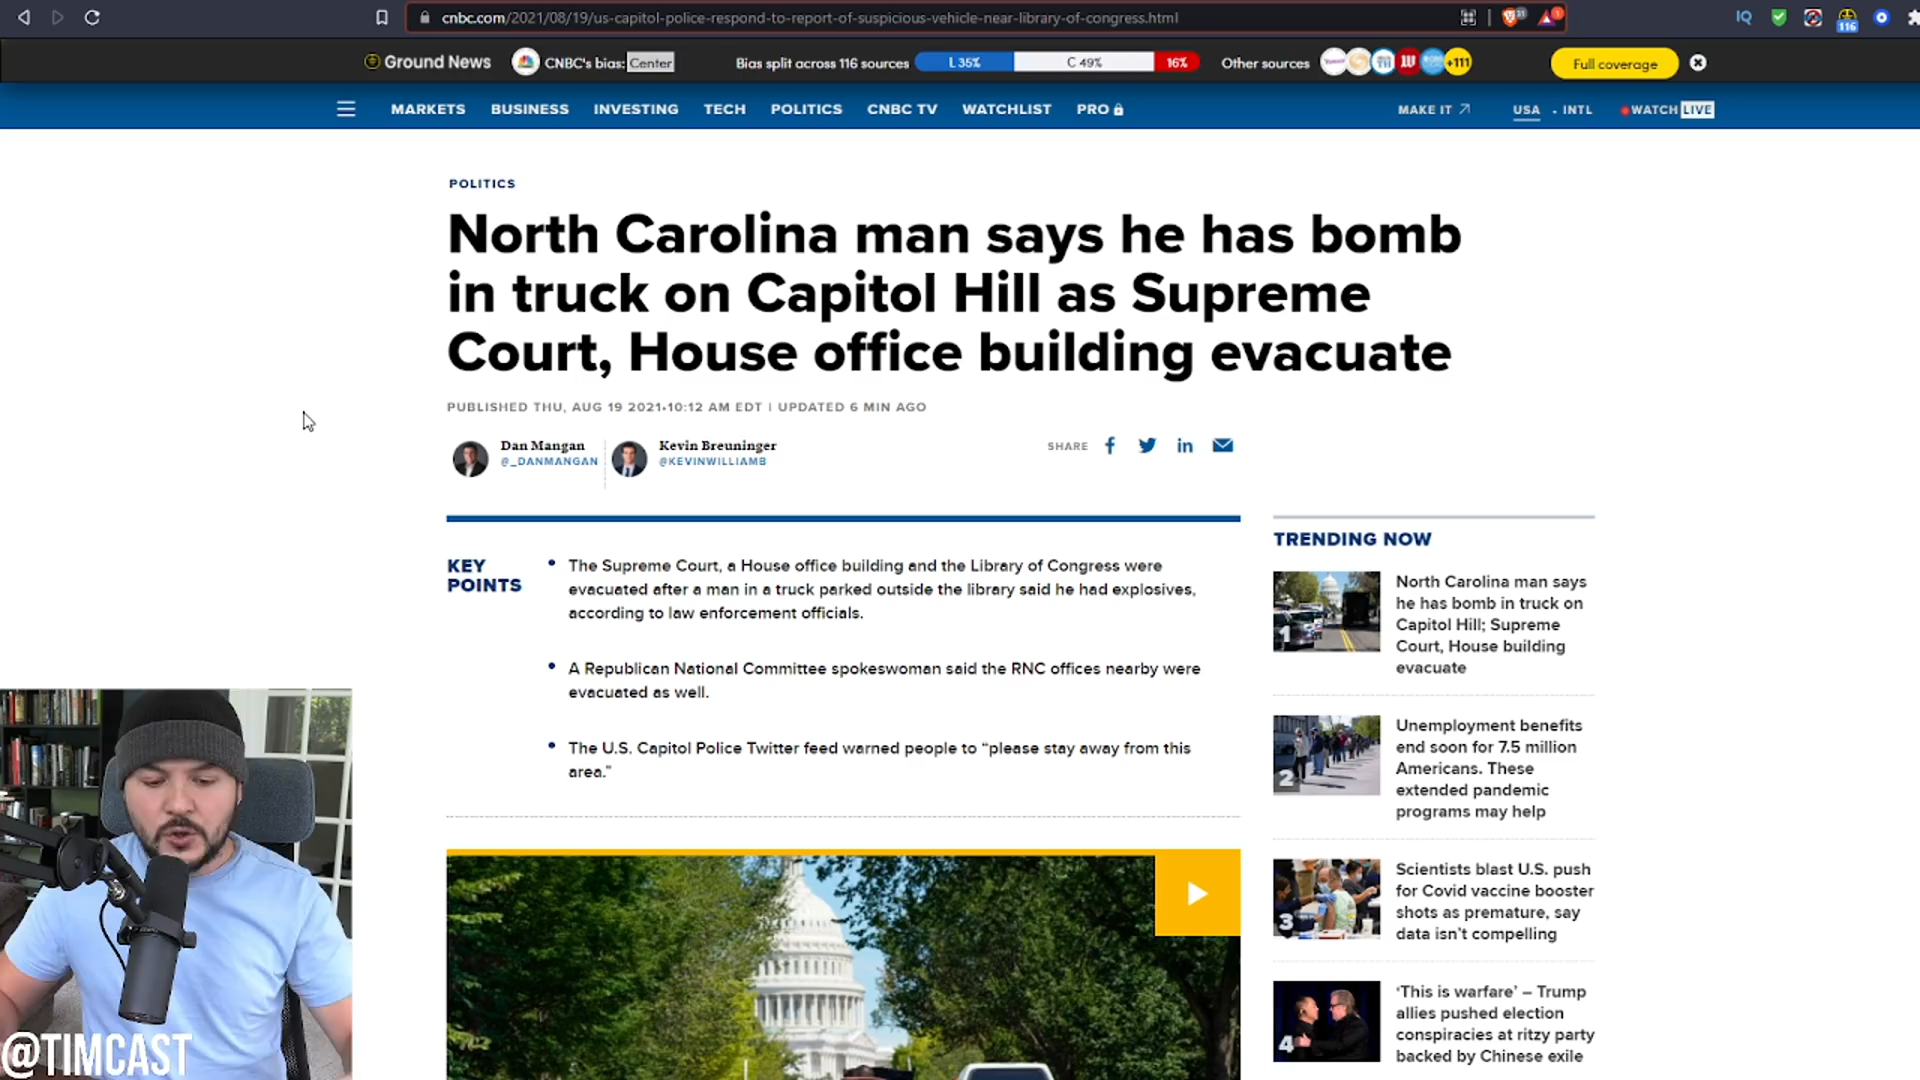 cnbc.com/2021/08/19/us-capitol-police-respond-to-report-of-suspicious-vehicle-near-library-of-congress.html
IQ
116
Ground News
CNBC's bias: Center
Bias split across 116 sources
L 35%
C 49%
16%
Other sources
+111
Full coverage
MARKETS
BUSINESS
INVESTING
TECH
POLITICS
CNBC TV
WATCHLIST
PRO
MAKE IT
USA
INTL
WATCH LIVE
POLITICS
North Carolina man says he has bomb
in truck on Capitol Hill as Supreme
Court, House office building evacuate
PUBLISHED THU, AUG 19 2021•10:12 AM EDT | UPDATED 6 MIN AGO
Dan Mangan
@_DANMANGAN
Kevin Breuninger
@KEVINWILLIAMB
SHARE
KEY
POINTS
The Supreme Court, a House office building and the Library of Congress were
evacuated after a man in a truck parked outside the library said he had explosives,
according to law enforcement officials.
A Republican National Committee spokeswoman said the RNC offices nearby were
evacuated as well.
The U.S. Capitol Police Twitter feed warned people to “please stay away from this
area.”
TRENDING NOW
1
North Carolina man says
he has bomb in truck on
Capitol Hill; Supreme
Court, House building
evacuate
2
Unemployment benefits
end soon for 7.5 million
Americans. These
extended pandemic
programs may help
3
Scientists blast U.S. push
for Covid vaccine booster
shots as premature, say
data isn’t compelling
4
‘This is warfare’ – Trump
allies pushed election
conspiracies at ritzy party
backed by Chinese exile
@TIMCAST